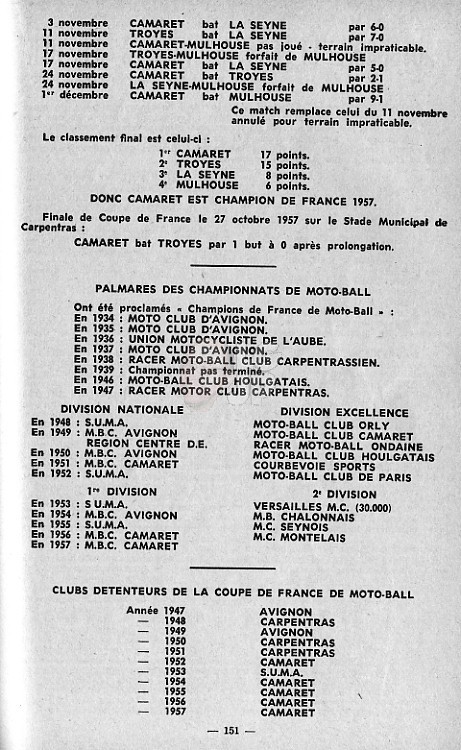 3 novembre CAMARET bat LA SEYNE par 6-0
11 novembre TROYES bat LA SEYNE par 7-0
11 novembre CAMARET-MULHOUSE pas joué - terrain impraticable.
17 novembre TROYES-MULHOUSE forfait de MULHOUSE
17 novembre CAMARET bat LA SEYNE par 5-0
24 novembre CAMARET bat TROYES par 2-1
24 novembre LA SEYNE-MULHOUSE forfait de MULHOUSE
1er décembre CAMARET bat MULHOUSE par 9-1
Ce match remplace celui du 11 novembre
annulé pour terrain impraticable.
Le classement final est celui-ci :
1er CAMARET 17 points.
2e TROYES 15 points.
3e LA SEYNE 8 points.
4e MULHOUSE 6 points.
DONC CAMARET EST CHAMPION DE FRANCE 1957.
Finale de Coupe de France le 27 octobre 1957 sur le Stade Municipal de
Carpentras :
CAMARET bat TROYES par 1 but à 0 après prolongation.
PALMARES DES CHAMPIONNATS DE MOTO-BALL
Ont été proclamés « Champions de France de Moto-Ball » :
En 1934 : MOTO CLUB D'AVIGNON.
En 1935 : MOTO CLUB D'AVIGNON.
En 1936 : UNION MOTOCYCLISTE DE L'AUBE.
En 1937 : MOTO CLUB D'AVIGNON.
En 1938 : RACER MOTO-BALL CLUB CARPENTRASSIEN.
En 1939 : Championnat pas terminé.
En 1946 : MOTO-BALL CLUB HOULGATAIS.
En 1947 : RACER MOTOR CLUB CARPENTRAS.
DIVISION NATIONALE DIVISION EXCELLENCE
En 1948 : S.U.M.A. MOTO-BALL CLUB ORLY
En 1949 : M.B.C. AVIGNON MOTO-BALL CLUB CAMARET
REGION CENTRE D.E. RACER MOTO-BALL ONDAINE
En 1950 : M.B.C. AVIGNON MOTO-BALL CLUB HOULGATAIS
En 1951 : M.B.C. CAMARET COURBEVOIE SPORTS
En 1952 : S.U.M.A. MOTO-BALL CLUB DE PARIS
1re DIVISION 2e DIVISION
En 1953 : S U.M.A. VERSAILLES M.C. (30.000)
En 1954 : M.B.C. AVIGNON M.B. CHALONNAIS
En 1955 : S.U.M.A. M.C. SEYNOIS
En 1956 : M.B.C. CAMARET M.C. MONTELAIS
En 1957 : M.B.C. CAMARET
CLUBS DETENTEURS DE LA COUPE DE FRANCE DE MOTO-BALL
Année 1947 AVIGNON
— 1948 CARPENTRAS
— 1949 AVIGNON
— 1950 CARPENTRAS
— 1951 CARPENTRAS
— 1952 CAMARET
— 1953 S.U.M.A.
— 1954 CAMARET
— 1955 CAMARET
— 1956 CAMARET
— 1957 CAMARET
— 151 —